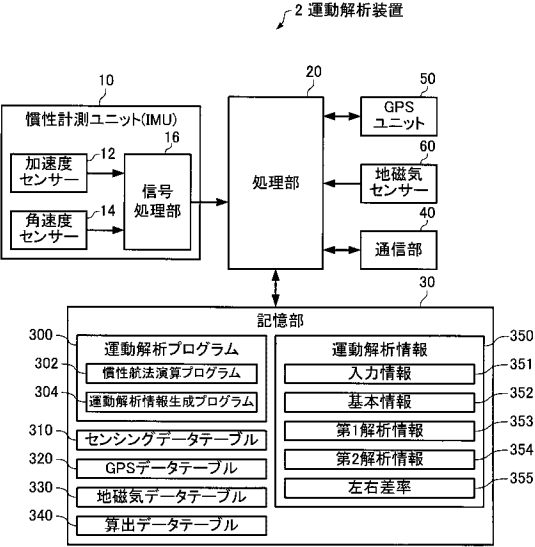 2 運動解析装置
10
慣性計測ユニット(IMU)
12
加速度
センサー
14
角速度
センサー
16
信号
処理部
20
処理部
50
GPS
ユニット
60
地磁気
センサー
40
通信部
30
記憶部
300
運動解析プログラム
302
慣性航法演算プログラム
304
運動解析情報生成プログラム
310
センシングデータテーブル
320
GPSデータテーブル
330
地磁気データテーブル
340
算出データテーブル
350
運動解析情報
351
入力情報
352
基本情報
353
第1解析情報
354
第2解析情報
355
左右差率